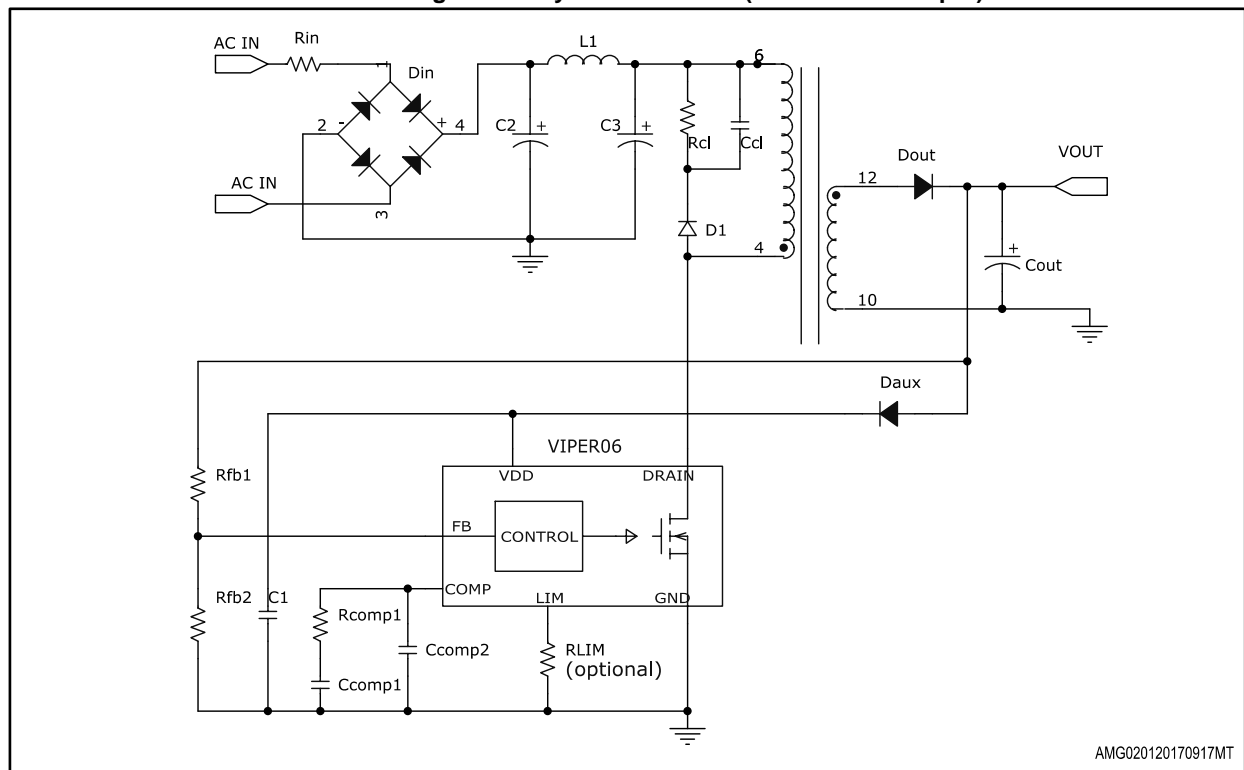 AC IN
Rin
1
Din
2
-
+
4
AC IN
3
L1
C2
+
C3
+
Rcl
Ccl
D1
6
4
12
10
Dout
VOUT
+
Cout
Daux
VIPER06
VDD
DRAIN
FB
CONTROL
COMP
LIM
GND
Rfb1
Rfb2
C1
Rcomp1
Ccomp1
Ccomp2
RLIM
(optional)
AMG020120170917MT